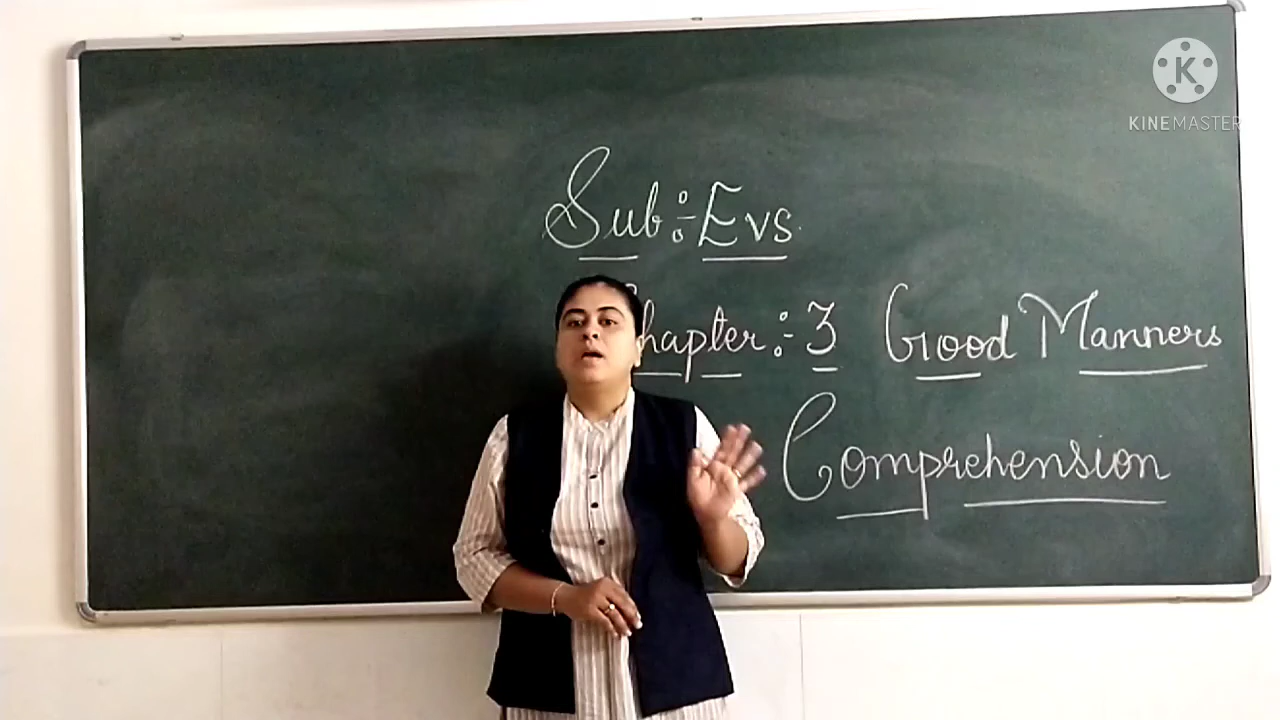 Sub :- Evs
Chapter :- 3 Good Manners
Comprehension
K
KINEMASTER